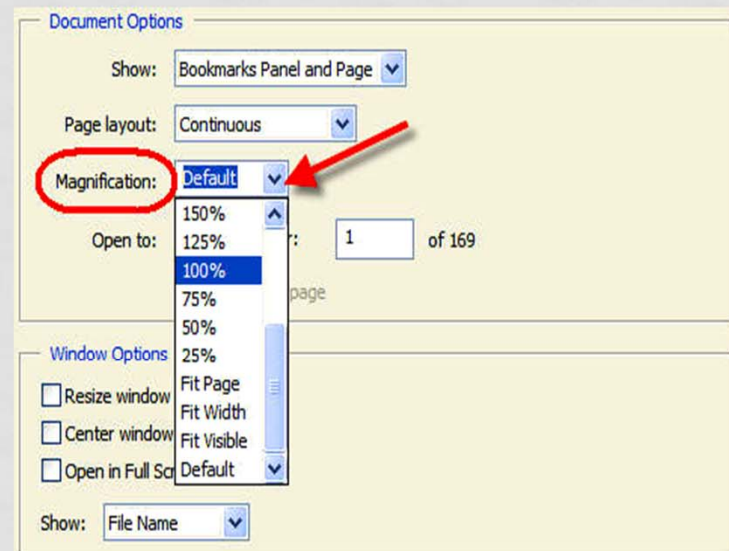 Document Options
Show: Bookmarks Panel and Page
Page layout: Continuous
Magnification: Default
150%
Open to: 125% r: 1 of 169
100%
75% page
50%
Window Options 25%
Fit Page
Resize window
Fit Width
Center window
Fit Visible
Open in Full Scr Default
Show: File Name